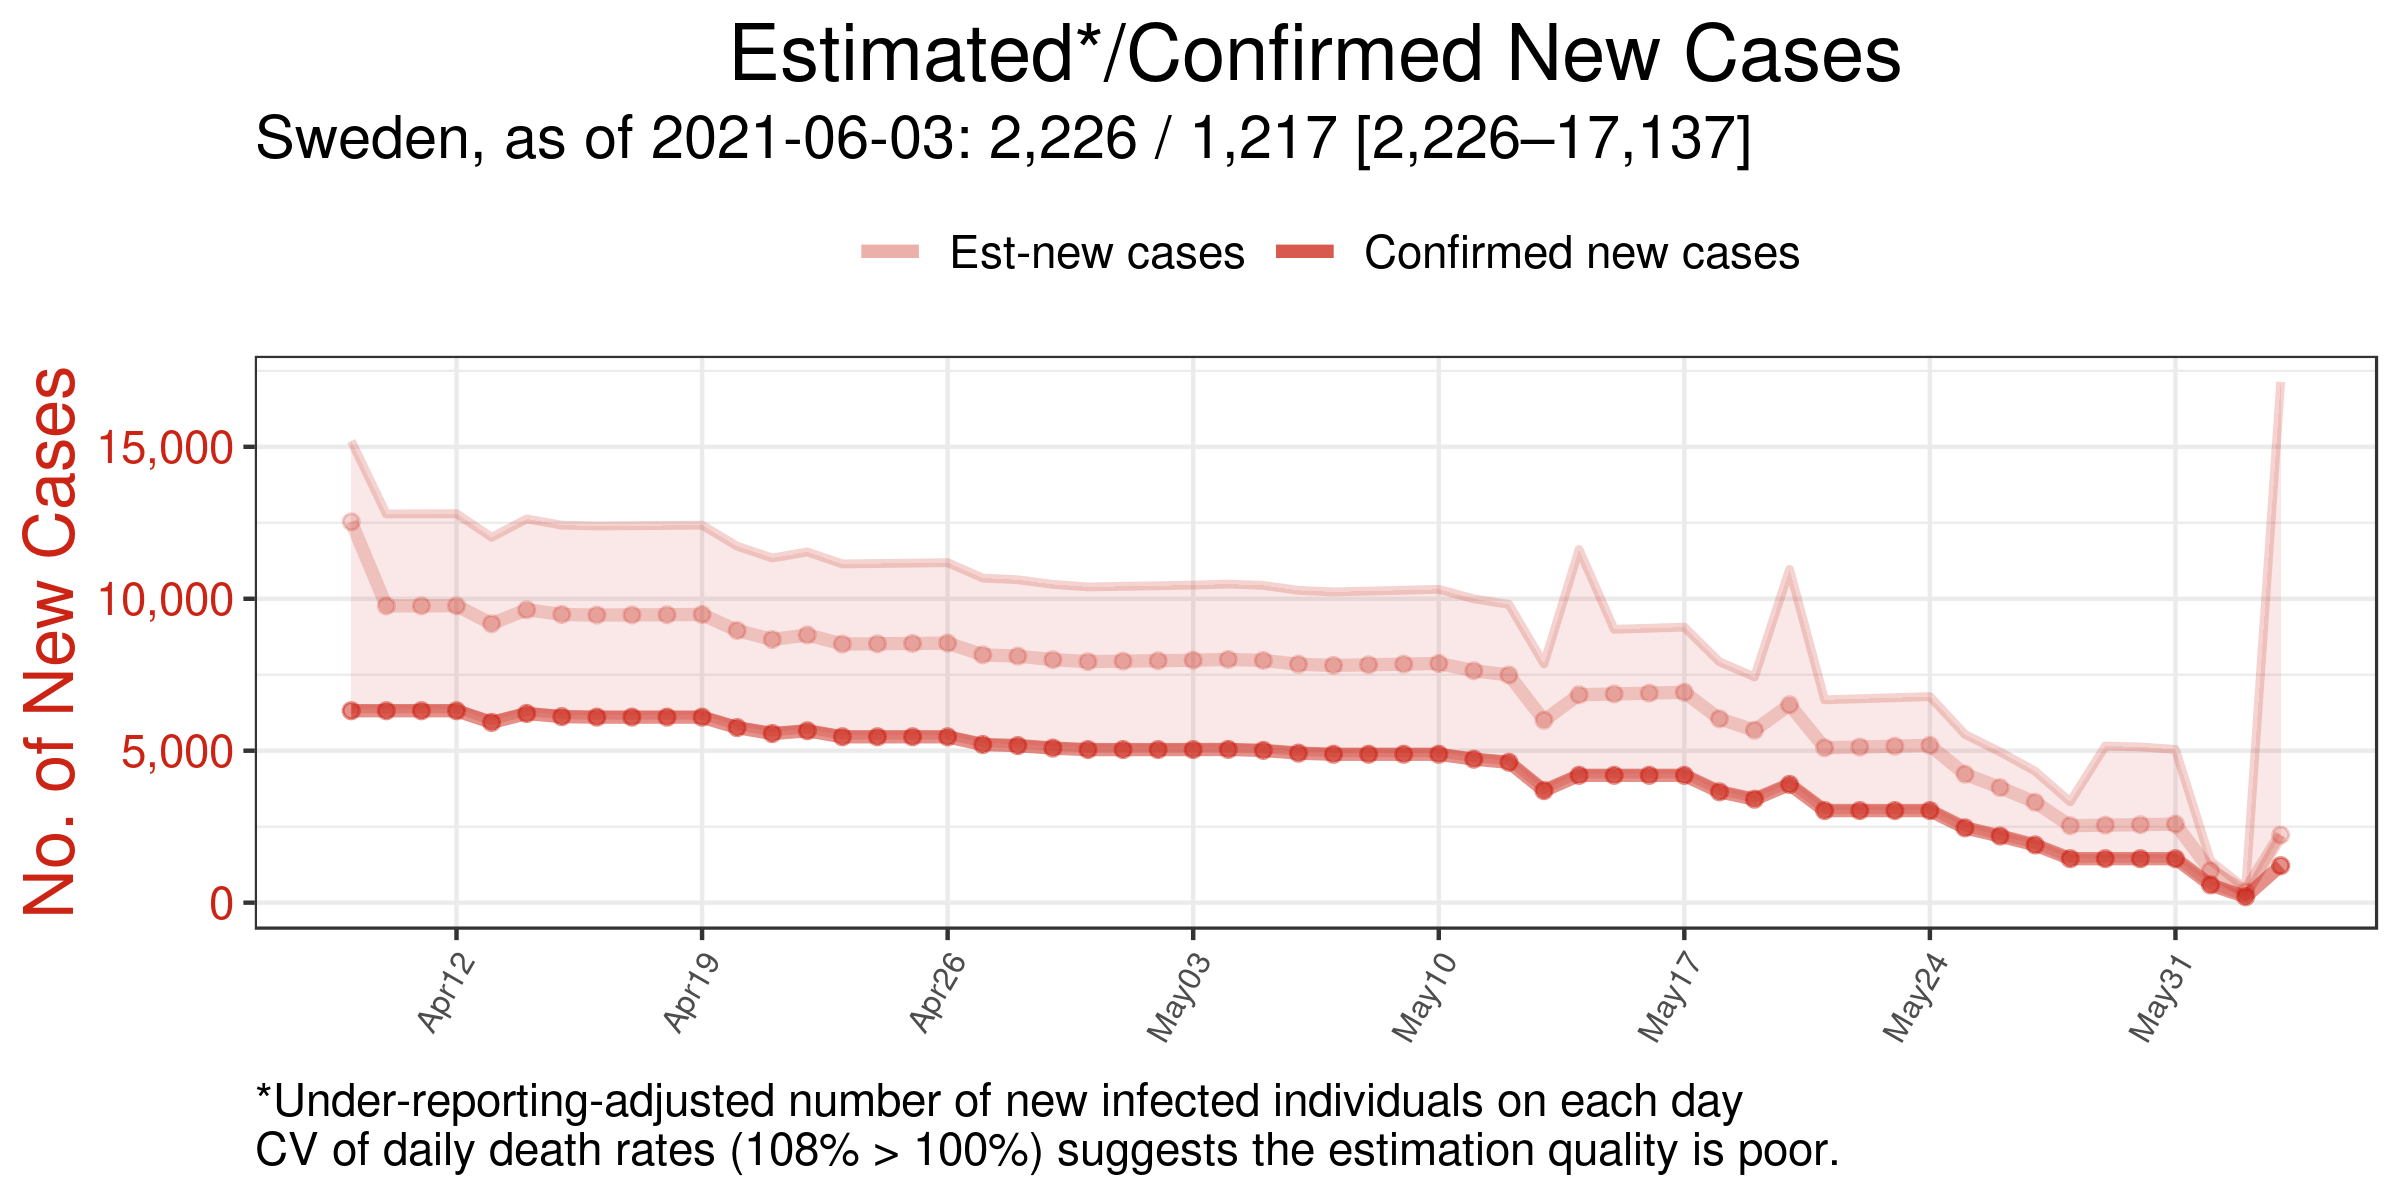 Estimated*/Confirmed New Cases
Sweden, as of 2021-06-03: 2,226 / 1,217 [2,226–17,137]
Est-new cases Confirmed new cases
No. of New Cases
15,000
10,000
5,000
0
Apr12 Apr19 Apr26 May03 May10 May17 May24 May31
*Under-reporting-adjusted number of new infected individuals on each day
CV of daily death rates (108% > 100%) suggests the estimation quality is poor.